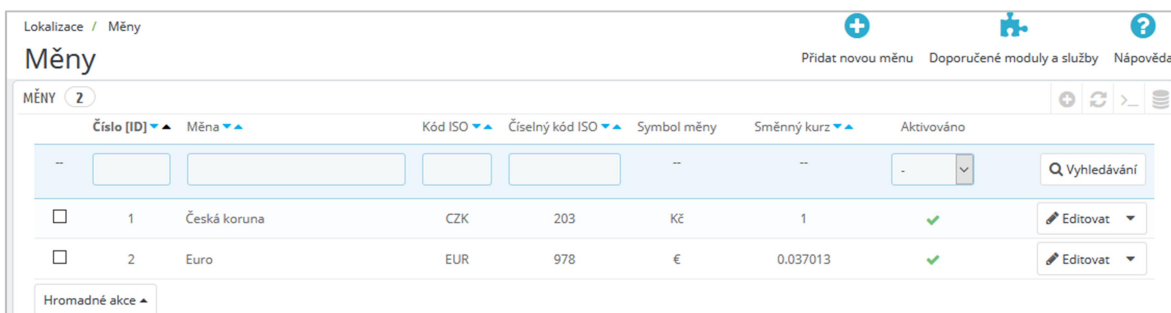 Lokalizace / Měny
Měny
Přidat novou měnu Doporučené moduly a služby Nápověda
MĚNY 2
Číslo [ID] Měna Kód ISO Číselný kód ISO Symbol měny Směnný kurz Aktivováno
-- -- -- - Vyhledávání
1 Česká koruna CZK 203 Kč 1 Editovat
2 Euro EUR 978 € 0.037013 Editovat
Hromadné akce